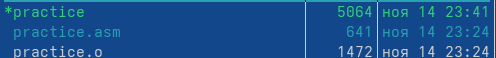 *practice 5064 ноя 14 23:41
practice.asm 641 ноя 14 23:24
practice.o 1472 ноя 14 23:24